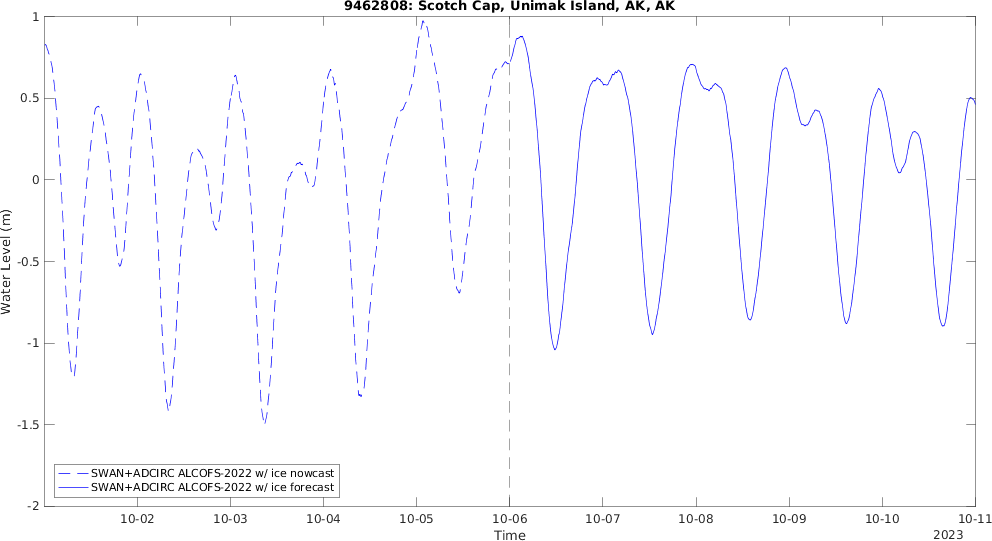 9462808: Scotch Cap, Unimak Island, AK, AK
Water Level (m)
1
0.5
0
-0.5
-1
-1.5
-2
SWAN+ADCIRC ALCOFS-2022 w/ ice nowcast
SWAN+ADCIRC ALCOFS-2022 w/ ice forecast
10-02 10-03 10-04 10-05 10-06 10-07 10-08 10-09 10-10 10-11
Time
2023